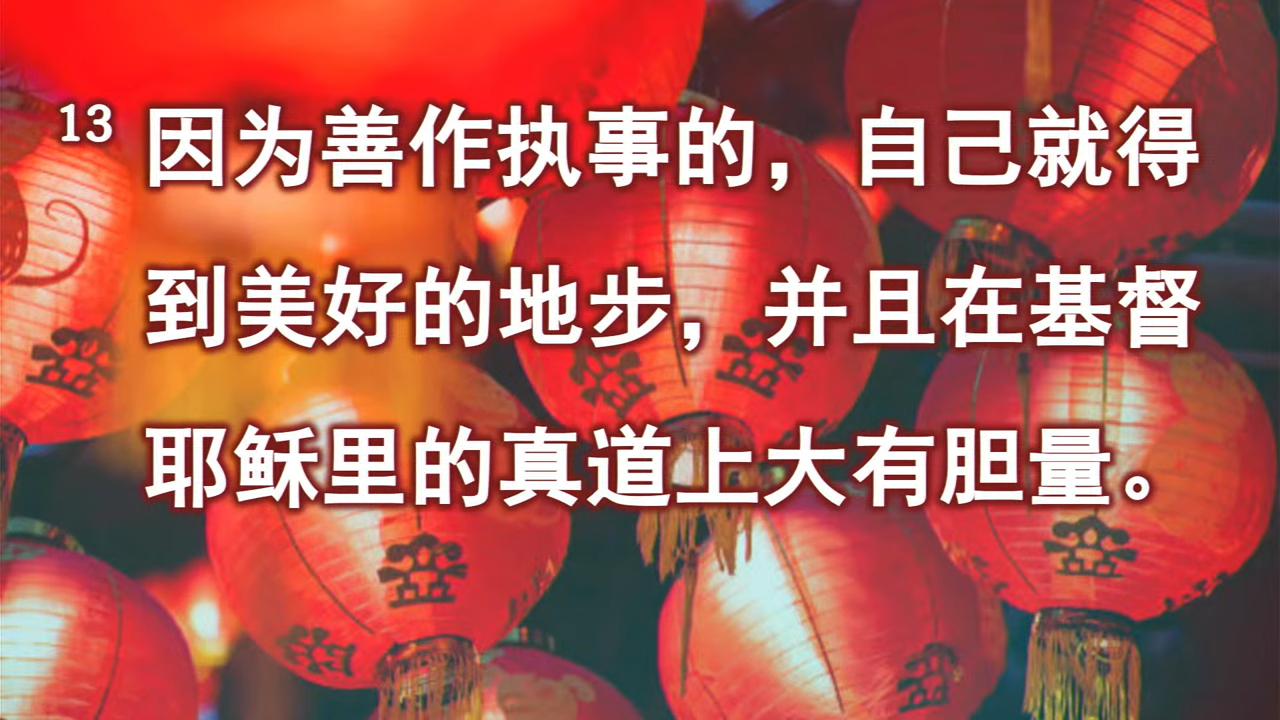 13 因为善作执事的，自己就得
到美好的地步，并且在基督
耶稣里的真道上大有胆量。